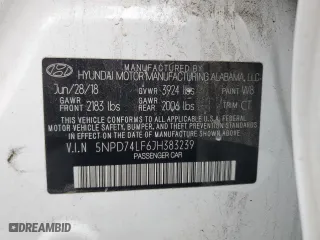 MANUFACTURED BY
HYUNDAI MOTOR MANUFACTURING ALABAMA, LLC
Jun/28/18 GVWR 3924 lbs PAINT W8
GAWR FRONT 2183 lbs GAWR REAR 2006 lbs TRIM CT
THIS VEHICLE CONFORMS TO ALL APPLICABLE
U.S. FEDERAL MOTOR VEHICLE SAFETY, BUMPER,
AND THEFT PREVENTION STANDARDS IN EFFECT
ON THE DATE OF MANUFACTURE SHOWN ABOVE.
V.I.N 5NPD74LF6JH383239
PASSENGER CAR